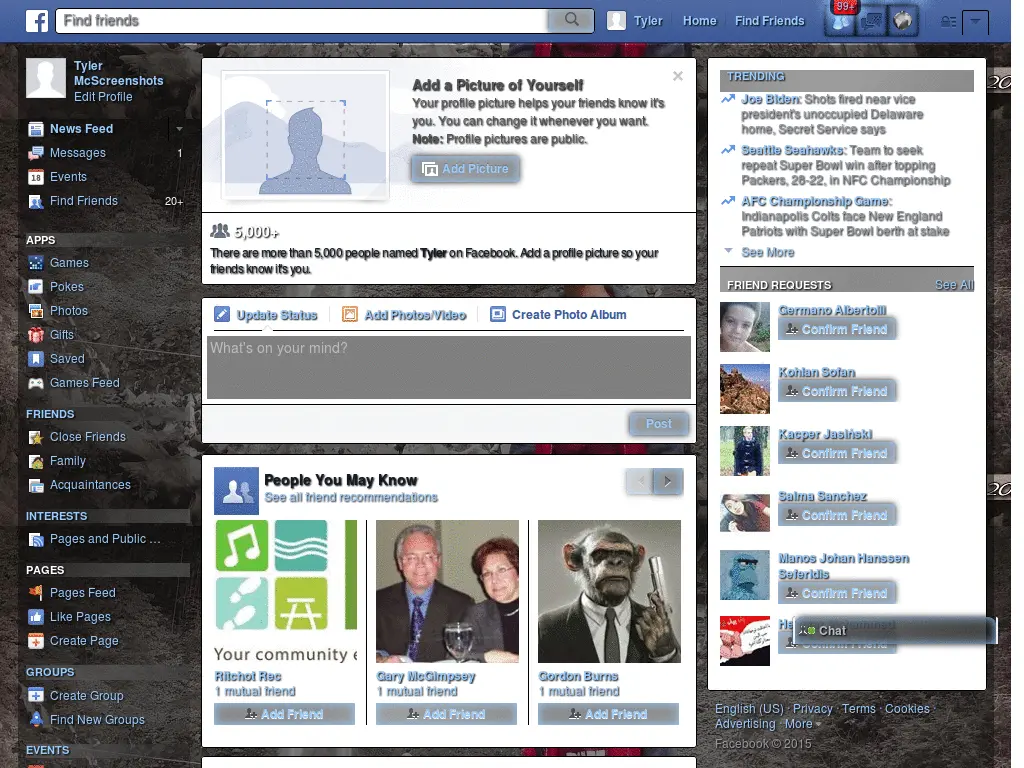 Find friends
Tyler
Home
Find Friends
99+
Tyler
McScreenshots
Edit Profile
News Feed
Messages 1
Events
18
Find Friends 20+
APPS
Games
Pokes
Photos
Gifts
Saved
Games Feed
FRIENDS
Close Friends
Family
Acquaintances
INTERESTS
Pages and Public ...
PAGES
Pages Feed
Like Pages
Create Page
GROUPS
Create Group
Find New Groups
EVENTS
Add a Picture of Yourself
Your profile picture helps your friends know it's
you. You can change it whenever you want.
Note: Profile pictures are public.
Add Picture
5,000+
There are more than 5,000 people named Tyler on Facebook. Add a profile picture so your
friends know it's you.
Update Status
Add Photos/Video
Create Photo Album
What's on your mind?
Post
People You May Know
See all friend recommendations
Your community
Ritchot Rec
1 mutual friend
Add Friend
Gary McGimpsey
1 mutual friend
Add Friend
Gordon Burns
1 mutual friend
Add Friend
TRENDING
Joe Biden: Shots fired near vice
president's unoccupied Delaware
home, Secret Service says
Seattle Seahawks: Team to seek
repeat Super Bowl win after topping
Packers, 28-22, in NFC Championship
AFC Championship Game:
Indianapolis Colts face New England
Patriots with Super Bowl berth at stake
See More
FRIEND REQUESTS See All
Germano Albertolli
Confirm Friend
Kohlan Sofan
Confirm Friend
Kacper Jasiński
Confirm Friend
Salma Sanchez
Confirm Friend
Manos Johan Hanssen
Seferidis
Confirm Friend
Chat
Confirm Friend
English (US) · Privacy · Terms · Cookies
Advertising · More
Facebook © 2015
20
20